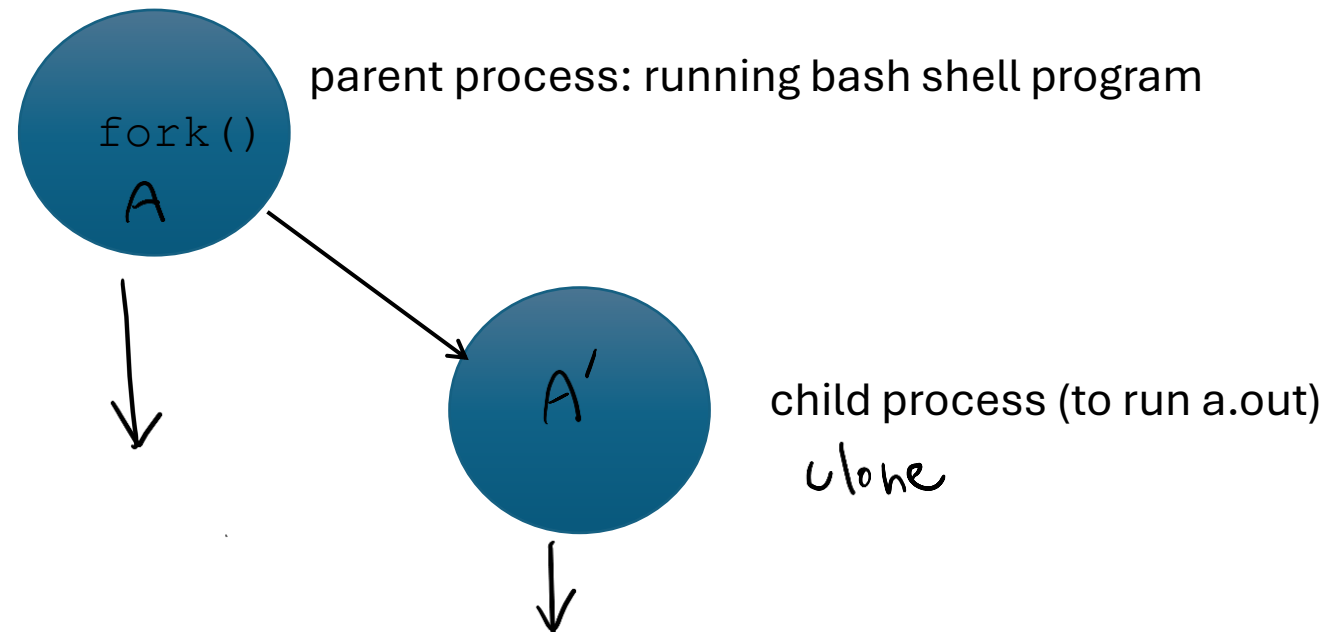 parent process: running bash shell program
fork()
A
A'
child process (to run a.out)
clone